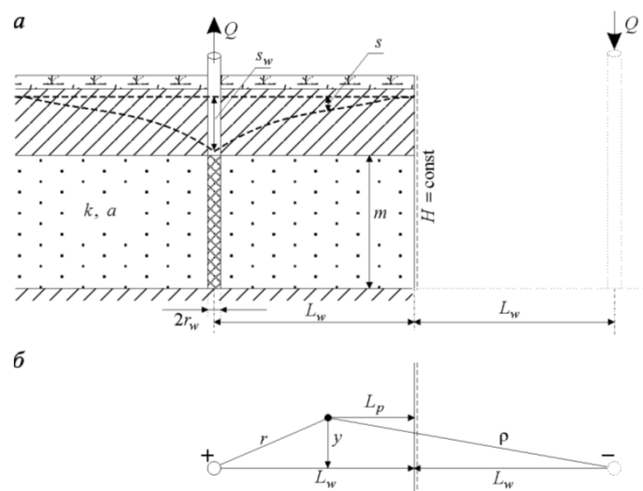 а
Q
Q
s_w
s
k, a
m
H = const
2r_w
L_w
L_w
б
L_p
+
r
y
ρ
−
L_w
L_w